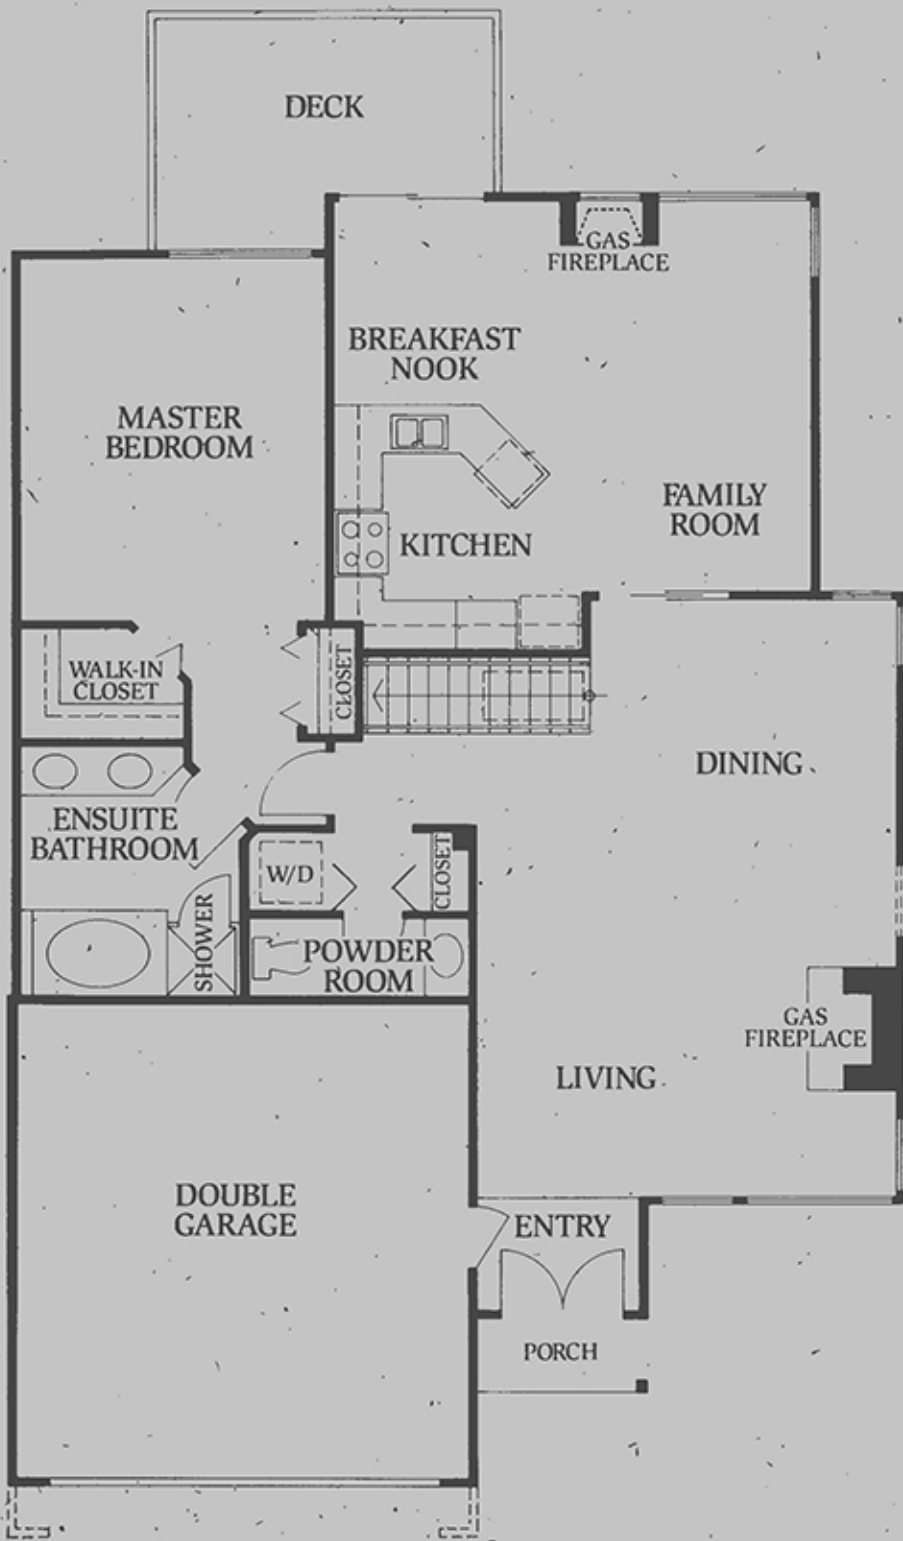 DECK
GAS
FIREPLACE
BREAKFAST
NOOK
MASTER
BEDROOM
FAMILY
ROOM
KITCHEN
WALK-IN
CLOSET
CLOSET
DINING
ENSUITE
BATHROOM
W/D
CLOSET
SHOWER
POWDER
ROOM
GAS
FIREPLACE
LIVING
DOUBLE
GARAGE
ENTRY
PORCH